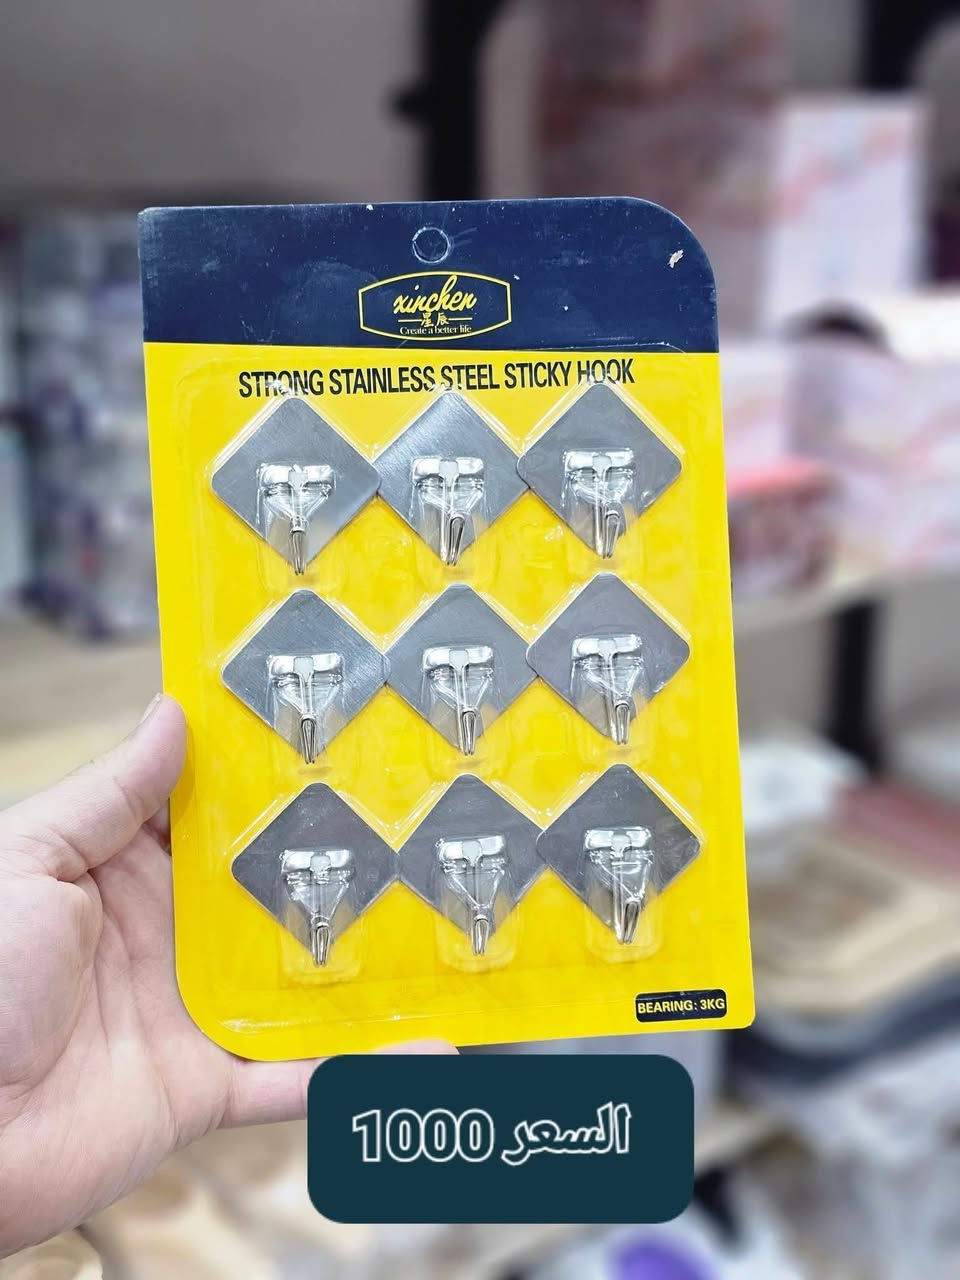 xinchen
星辰
Create a better life
STRONG STAINLESS STEEL STICKY HOOK
BEARING: 3KG
السعر 1000